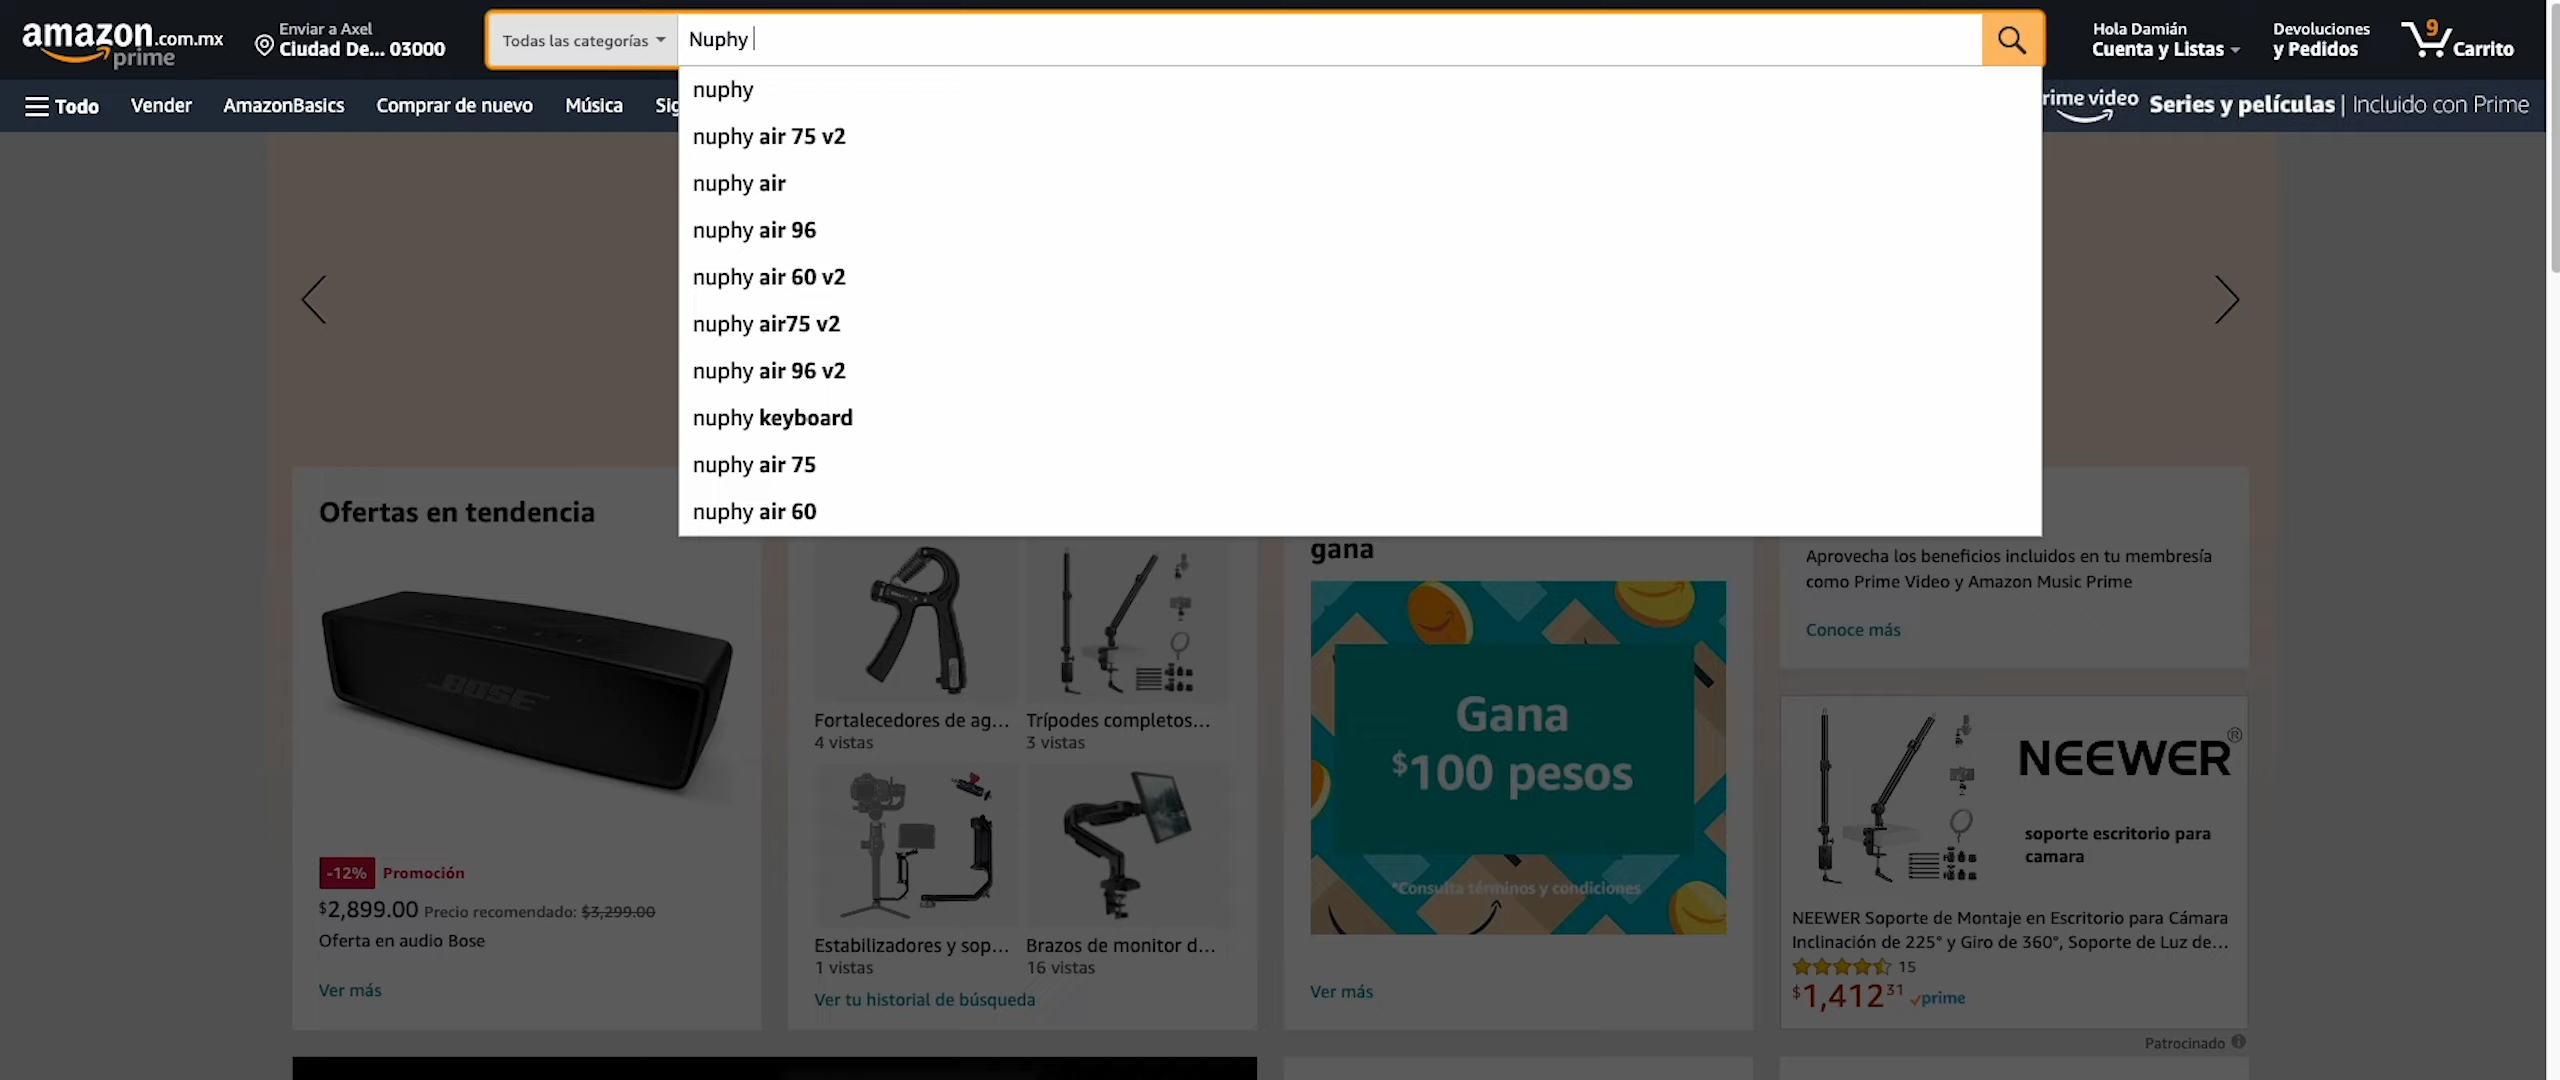 amazon.com.mx
prime
Enviar a Axel
Ciudad De... 03000
Todas las categorías
Nuphy
Hola Damián
Cuenta y Listas
Devoluciones
y Pedidos
9
Carrito
Todo
Vender
AmazonBasics
Comprar de nuevo
Música
Sig
rime video
Series y películas | Incluido con Prime
nuphy
nuphy air 75 v2
nuphy air
nuphy air 96
nuphy air 60 v2
nuphy air75 v2
nuphy air 96 v2
nuphy keyboard
nuphy air 75
nuphy air 60
Ofertas en tendencia
BOSE
-12% Promoción
$2,899.00 Precio recomendado: $3,299.00
Oferta en audio Bose
Ver más
Fortalecedores de ag...
4 vistas
Trípodes completos...
3 vistas
Estabilizadores y sop...
1 vistas
Brazos de monitor d...
16 vistas
Ver tu historial de búsqueda
gana
Gana
$100 pesos
*Consulta términos y condiciones
Ver más
Aprovecha los beneficios incluidos en tu membresía
como Prime Video y Amazon Music Prime
Conoce más
NEEWER®
soporte escritorio para
camara
NEEWER Soporte de Montaje en Escritorio para Cámara
Inclinación de 225° y Giro de 360°, Soporte de Luz de...
15
$1,412 31 prime
Patrocinado